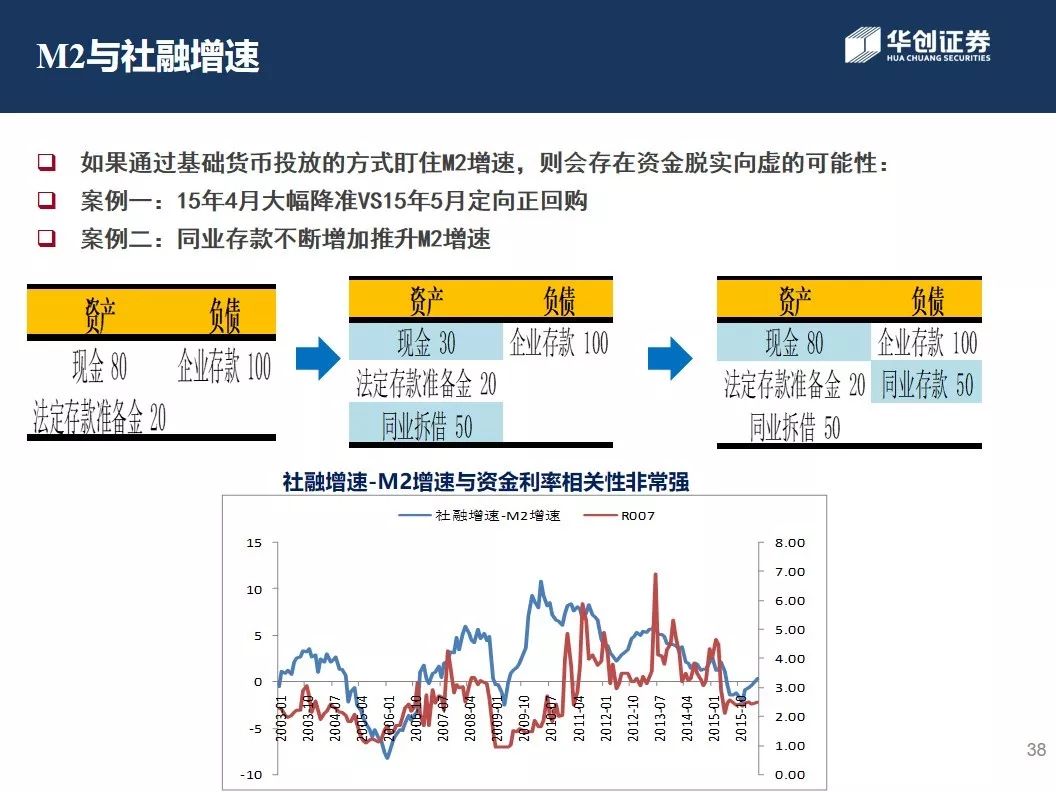 M2与社融增速
华创证券
HUA CHUANG SECURITIES
如果通过基础货币投放的方式盯住M2增速，则会存在资金脱实向虚的可能性：
案例一：15年4月大幅降准VS15年5月定向正回购
案例二：同业存款不断增加推升M2增速
资产 负债
现金 80 企业存款 100
法定存款准备金 20
资产 负债
现金 30 企业存款 100
法定存款准备金 20
同业拆借 50
资产 负债
现金 80 企业存款 100
法定存款准备金 20 同业存款 50
同业拆借 50
社融增速-M2增速与资金利率相关性非常强
社融增速-M2增速 R007
15 8.00
7.00
10 6.00
5 5.00
4.00
0 3.00
-5 2.00
1.00
-10 0.00
2003-01 2003-10 2004-07 2005-04 2006-01 2006-10 2007-07 2008-04 2009-01 2009-10 2010-07 2011-04 2012-01 2012-10 2013-07 2014-04 2015-01 2015-10
38